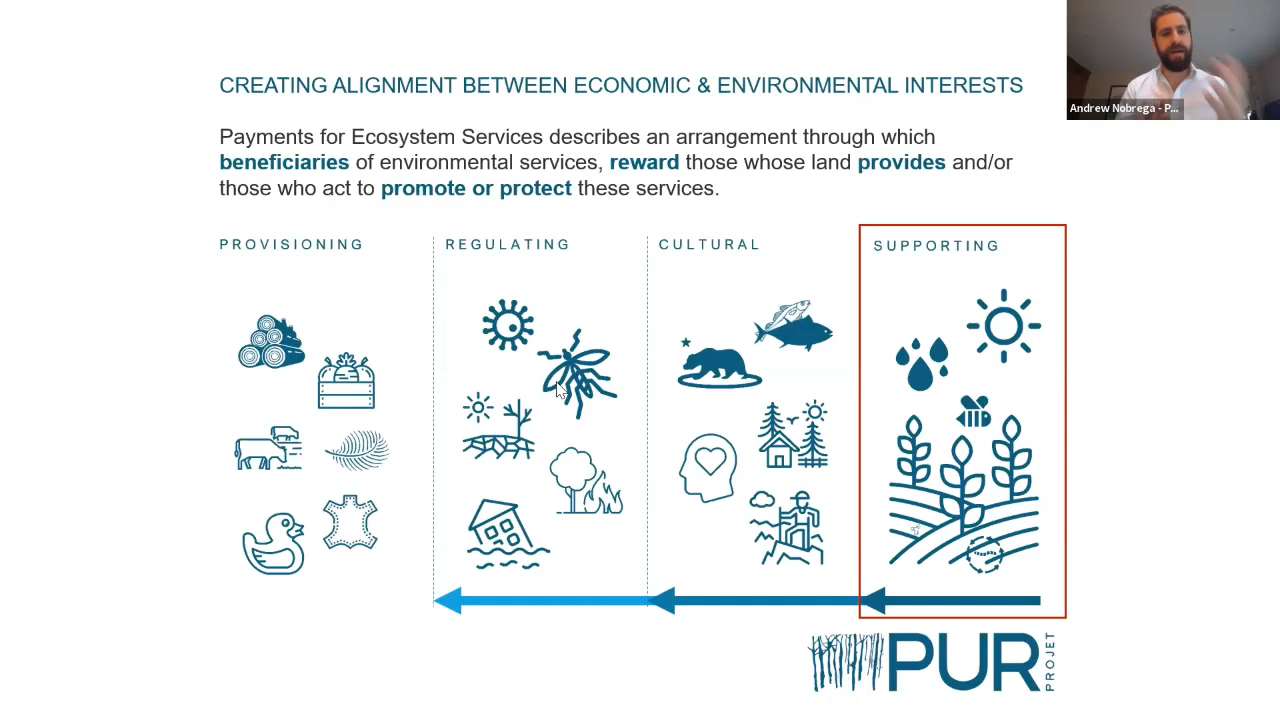 CREATING ALIGNMENT BETWEEN ECONOMIC & ENVIRONMENTAL INTERESTS
Payments for Ecosystem Services describes an arrangement through which
beneficiaries of environmental services, reward those whose land provides and/or
those who act to promote or protect these services.
PROVISIONING
REGULATING
CULTURAL
SUPPORTING
PUR
PROJET
Andrew Nobrega - P...